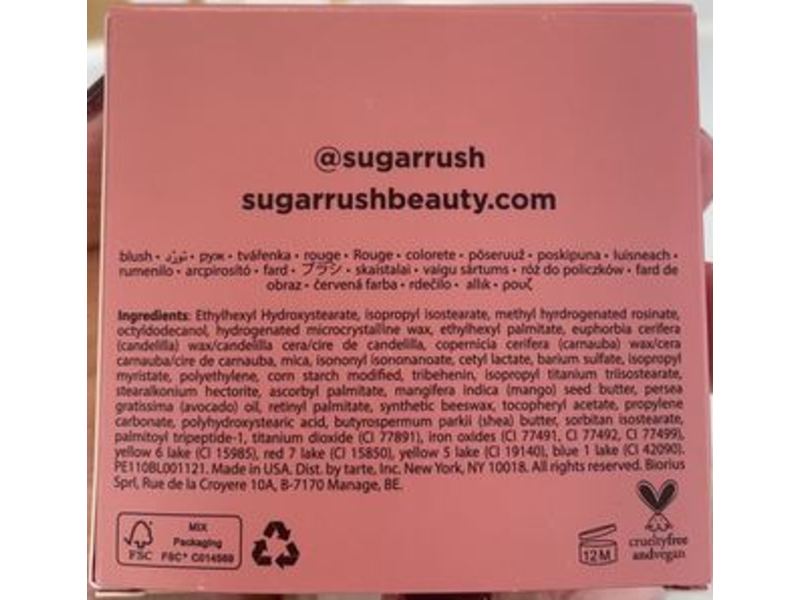 @sugarrush
sugarrushbeauty.com
blush • تورّد • руж • tvářenka • rouge • Rouge • colorete • põseruuž • poskipuna • luisneach •
rumenilo • arcpirosító • fard • ブラシ • skaistalai • vaigu sārtums • róż do policzków • fard de
obraz • červená farba • rdečilo • allık • ρουζ
Ingredients: Ethylhexyl Hydroxystearate, isopropyl isostearate, methyl hyrdrogenated rosinate,
octyldodecanol, hydrogenated microcrystalline wax, ethylhexyl palmitate, euphorbia cerifera
(candelilla) wax/candelilla cera/cire de candelilla, copernicia cerifera (carnauba) wax/cera
carnauba/cire de carnauba, mica, isononyl isononanoate, cetyl lactate, barium sulfate, isopropyl
myristate, polyethylene, corn starch modified, tribehenin, isopropyl titanium triisostearate,
stearalkonium hectorite, ascorbyl palmitate, mangifera indica (mango) seed butter, persea
gratissima (avocado) oil, retinyl palmitate, synthetic beeswax, tocopheryl acetate, propylene
carbonate, polyhydroxystearic acid, butyrospermum parkii (shea) butter, sorbitan isostearate,
palmitoyl tripeptide-1, titanium dioxide (CI 77891), iron oxides (CI 77491, CI 77492, CI 77499),
yellow 6 lake (CI 15985), red 7 lake (CI 15850), yellow 5 lake (CI 19140), blue 1 lake (CI 42090).
PE110BL001121. Made in USA. Dist. by tarte, Inc. New York, NY 10018. All rights reserved. Biorius
Sprl, Rue de la Croyere 10A, B-7170 Manage, BE.
FSC
MIX
Packaging
FSC® C014569
12M
crueltyfree
andvegan